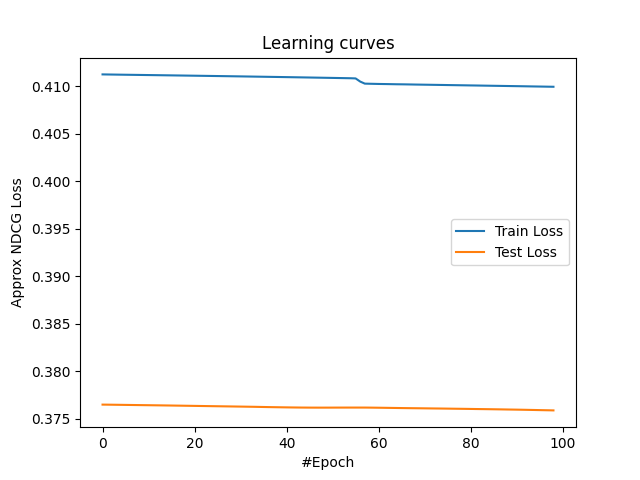 Learning curves
Approx NDCG Loss
0.410
0.405
0.400
0.395
0.390
0.385
0.380
0.375
Train Loss
Test Loss
0 20 40 60 80 100
#Epoch